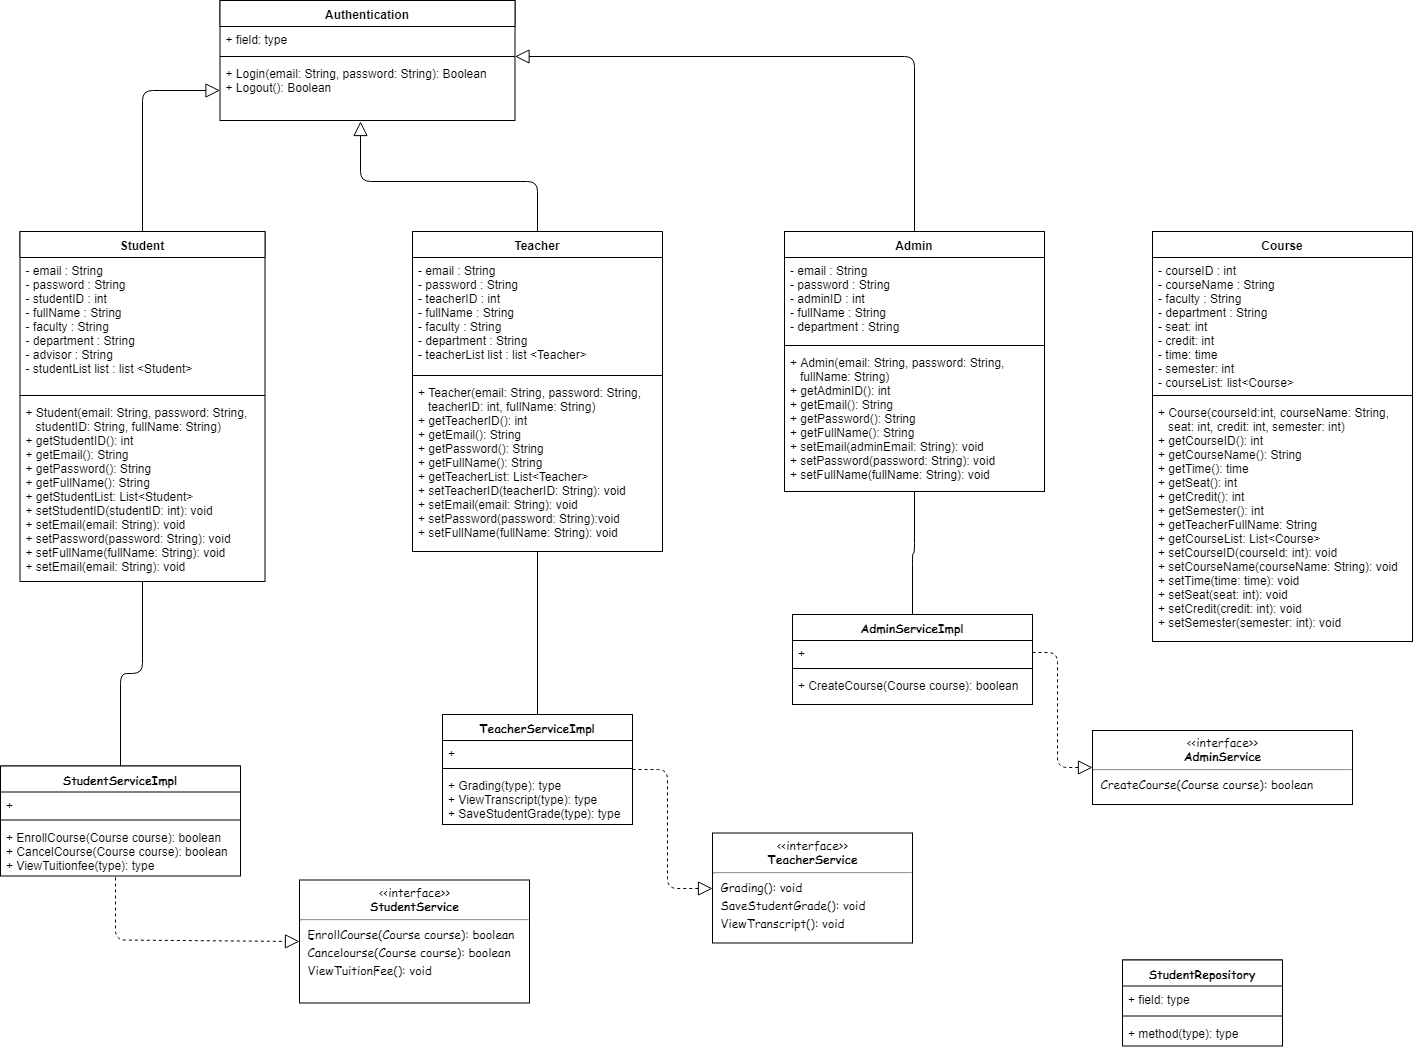 Authentication
+ field: type
+ Login(email: String, password: String): Boolean
+ Logout(): Boolean
Student
- email : String
- password : String
- studentID : int
- fullName : String
- faculty : String
- department : String
- advisor : String
- studentList list : list <Student>
+ Student(email: String, password: String,
studentID: String, fullName: String)
+ getStudentID(): int
+ getEmail(): String
+ getPassword(): String
+ getFullName(): String
+ getStudentList: List<Student>
+ setStudentID(studentID: int): void
+ setEmail(email: String): void
+ setPassword(password: String): void
+ setFullName(fullName: String): void
+ setEmail(email: String): void
Teacher
- email : String
- password : String
- teacherID : int
- fullName : String
- faculty : String
- department : String
- teacherList list : list <Teacher>
+ Teacher(email: String, password: String,
teacherID: int, fullName: String)
+ getTeacherID(): int
+ getEmail(): String
+ getPassword(): String
+ getFullName(): String
+ getTeacherList: List<Teacher>
+ setTeacherID(teacherID: String): void
+ setEmail(email: String): void
+ setPassword(password: String):void
+ setFullName(fullName: String): void
Admin
- email : String
- password : String
- adminID : int
- fullName : String
- department : String
+ Admin(email: String, password: String,
fullName: String)
+ getAdminID(): int
+ getEmail(): String
+ getPassword(): String
+ getFullName(): String
+ setEmail(adminEmail: String): void
+ setPassword(password: String): void
+ setFullName(fullName: String): void
Course
- courseID : int
- courseName : String
- faculty : String
- department : String
- seat: int
- credit: int
- time: time
- semester: int
- courseList: list<Course>
+ Course(courseId:int, courseName: String,
seat: int, credit: int, semester: int)
+ getCourseID(): int
+ getCourseName(): String
+ getTime(): time
+ getSeat(): int
+ getCredit(): int
+ getSemester(): int
+ getTeacherFullName: String
+ getCourseList: List<Course>
+ setCourseID(courseId: int): void
+ setCourseName(courseName: String): void
+ setTime(time: time): void
+ setSeat(seat: int): void
+ setCredit(credit: int): void
+ setSemester(semester: int): void
AdminServiceImpl
+
+ CreateCourse(Course course): boolean
TeacherServiceImpl
+
+ Grading(type): type
+ ViewTranscript(type): type
+ SaveStudentGrade(type): type
<<interface>>
AdminService
CreateCourse(Course course): boolean
StudentServiceImpl
+
+ EnrollCourse(Course course): boolean
+ CancelCourse(Course course): boolean
+ ViewTuitionfee(type): type
<<interface>>
TeacherService
Grading(): void
SaveStudentGrade(): void
ViewTranscript(): void
<<interface>>
StudentService
EnrollCourse(Course course): boolean
Cancelourse(Course course): boolean
ViewTuitionFee(): void
StudentRepository
+ field: type
+ method(type): type